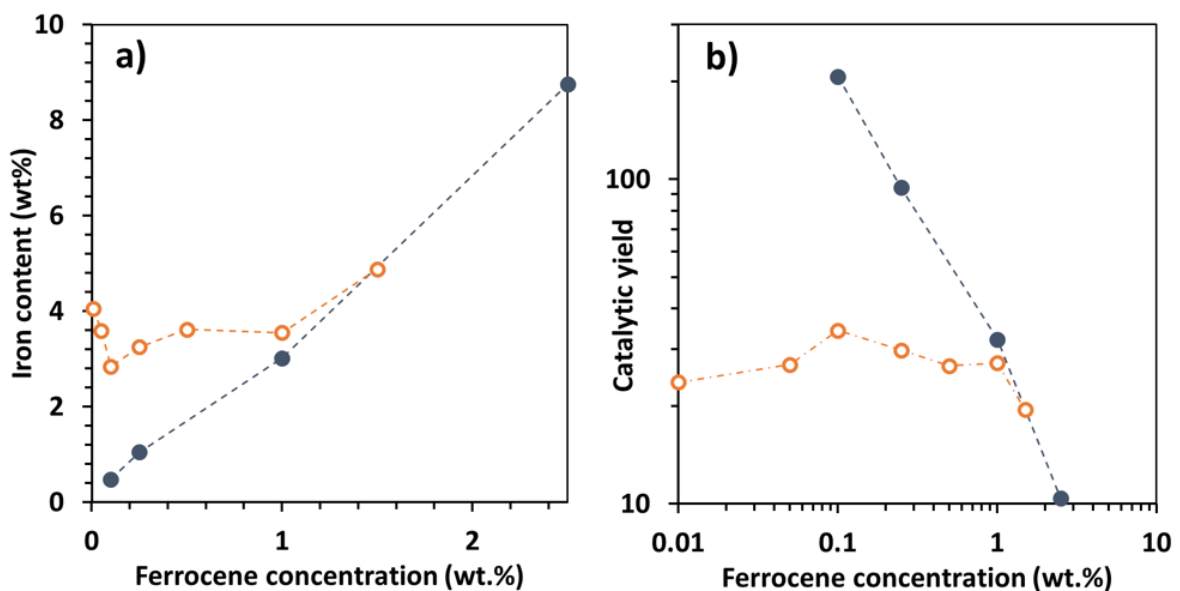 a)
10
8
6
4
2
0
Iron content (wt%)
0 1 2
Ferrocene concentration (wt.%)
b)
100
10
Catalytic yield
0.01 0.1 1 10
Ferrocene concentration (wt.%)